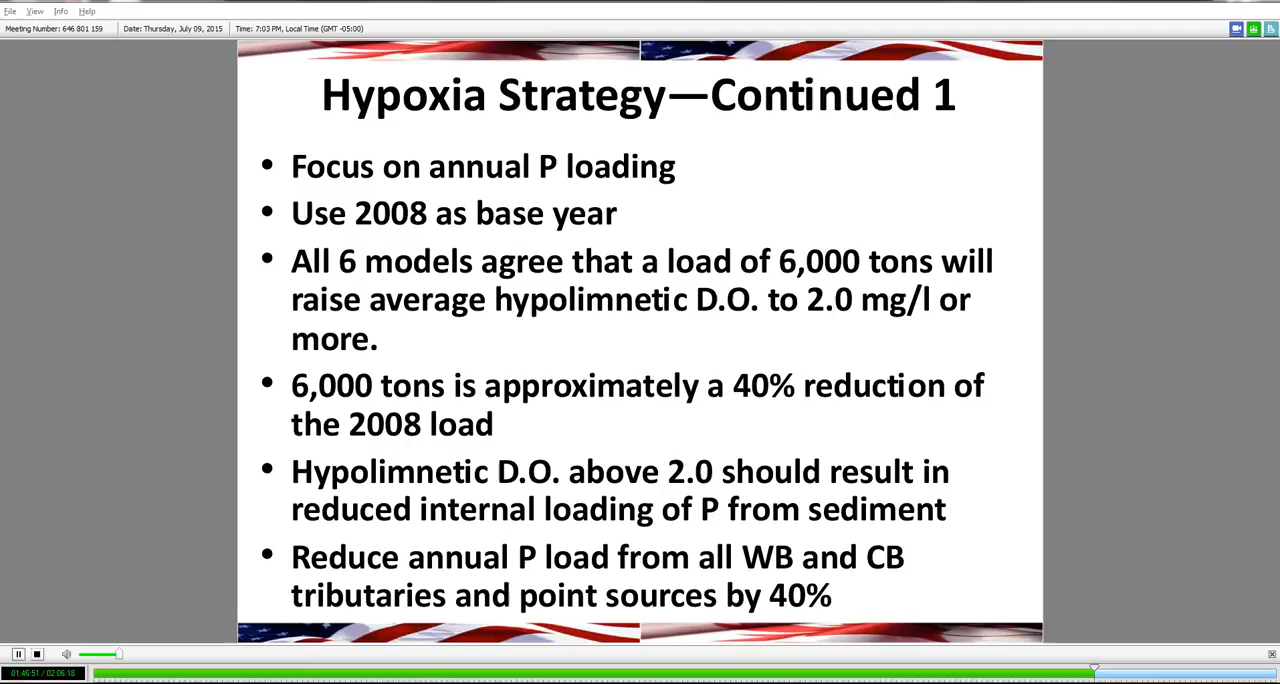 File View Info Help
Meeting Number: 646 801 159 Date: Thursday, July 09, 2015 Time: 7:03 PM, Local Time (GMT -05:00)
Hypoxia Strategy—Continued 1
• Focus on annual P loading
• Use 2008 as base year
• All 6 models agree that a load of 6,000 tons will
raise average hypolimnetic D.O. to 2.0 mg/l or
more.
• 6,000 tons is approximately a 40% reduction of
the 2008 load
• Hypolimnetic D.O. above 2.0 should result in
reduced internal loading of P from sediment
• Reduce annual P load from all WB and CB
tributaries and point sources by 40%
01:46:51 / 02:06:13